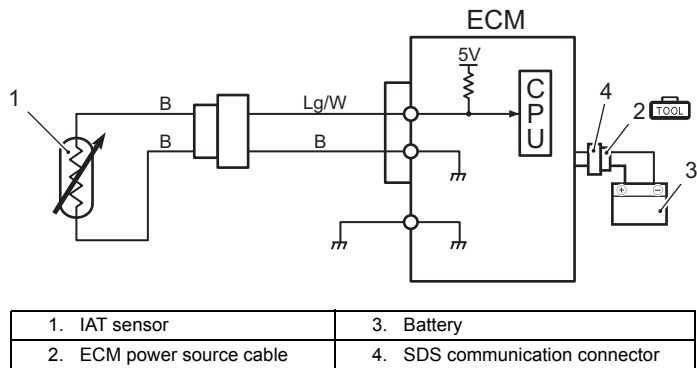 ECM
5V
4
1
B
Lg/W
C
P
U
2 TOOL
B
B
3
+ -
1. IAT sensor
3. Battery
2. ECM power source cable
4. SDS communication connector